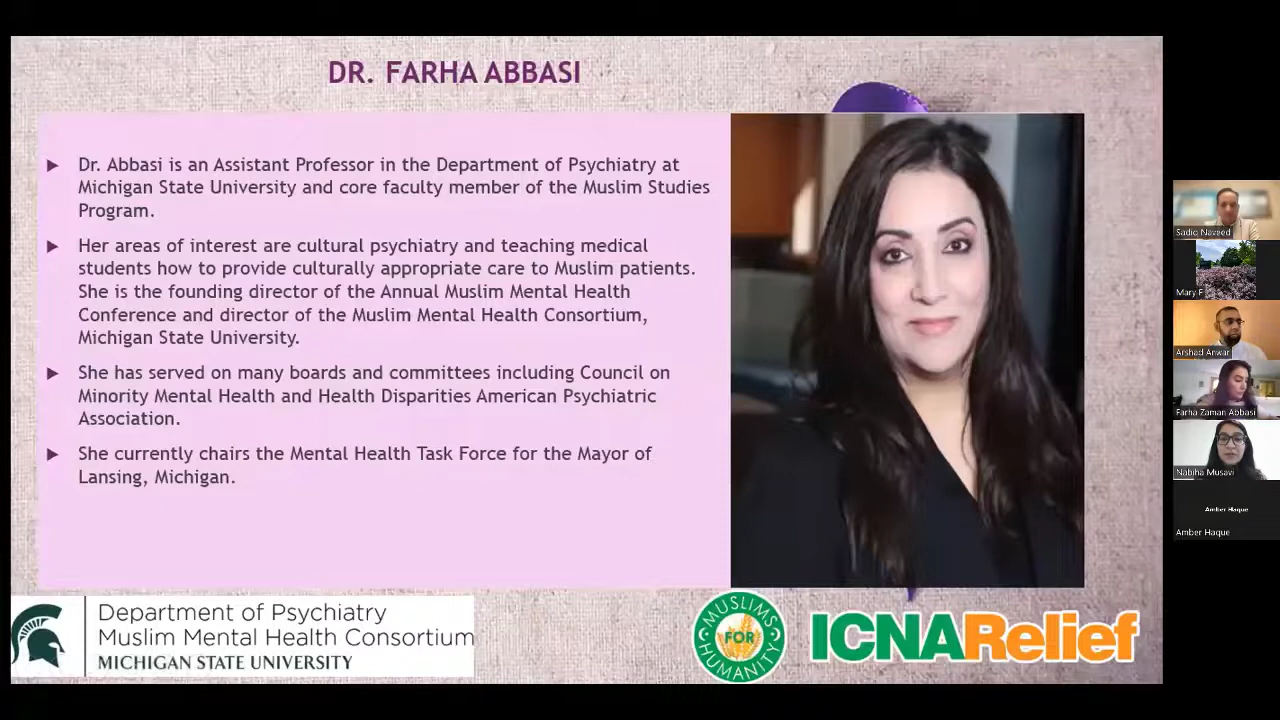 DR. FARHA ABBASI
Dr. Abbasi is an Assistant Professor in the Department of Psychiatry at
Michigan State University and core faculty member of the Muslim Studies
Program.
Her areas of interest are cultural psychiatry and teaching medical
students how to provide culturally appropriate care to Muslim patients.
She is the founding director of the Annual Muslim Mental Health
Conference and director of the Muslim Mental Health Consortium,
Michigan State University.
She has served on many boards and committees including Council on
Minority Mental Health and Health Disparities American Psychiatric
Association.
She currently chairs the Mental Health Task Force for the Mayor of
Lansing, Michigan.
Department of Psychiatry
Muslim Mental Health Consortium
MICHIGAN STATE UNIVERSITY
MUSLIMS
FOR
HUMANITY
ICNARelief
Sadiq Naveed
Mary F
Arshad Anwar
Farha Zaman Abbasi
Nabiha Musavi
Amber Haque
Amber Haque